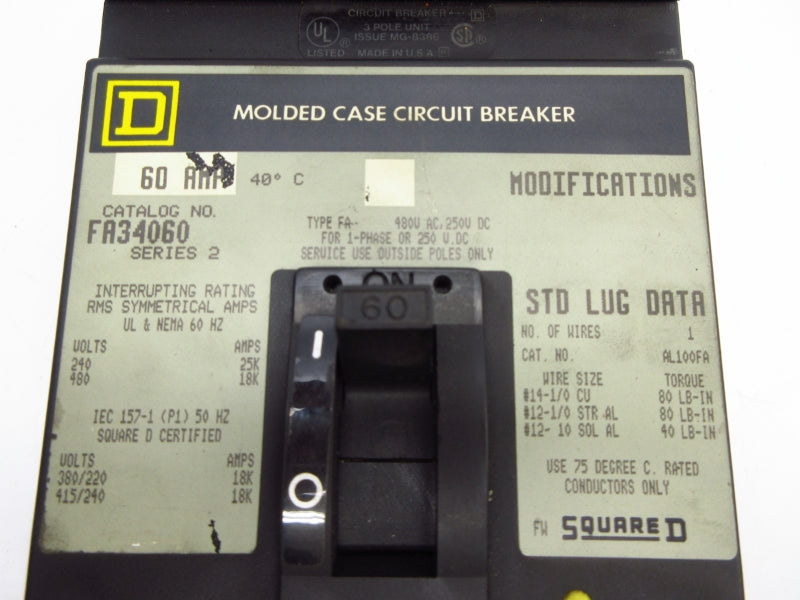 CIRCUIT BREAKER
3 POLE UNIT
ISSUE MG-8386
UL ® SA ®
LISTED MADE IN U.S.A.
D MOLDED CASE CIRCUIT BREAKER
60 AMP 40° C
MODIFICATIONS
CATALOG NO.
FA34060
SERIES 2
TYPE FA-- 480V AC,250V DC
FOR 1-PHASE OR 250 V.DC
SERVICE USE OUTSIDE POLES ONLY
INTERRUPTING RATING
RMS SYMMETRICAL AMPS
UL & NEMA 60 HZ
VOLTS AMPS
240 25K
480 18K
IEC 157-1 (P1) 50 HZ
SQUARE D CERTIFIED
VOLTS AMPS
380/220 18K
415/240 18K
ON
60
I
O
STD LUG DATA
NO. OF WIRES 1
CAT. NO. AL100FA
WIRE SIZE TORQUE
#14-1/0 CU 80 LB-IN
#12-1/0 STR AL 80 LB-IN
#12- 10 SOL AL 40 LB-IN
USE 75 DEGREE C. RATED
CONDUCTORS ONLY
FW SQUARE D